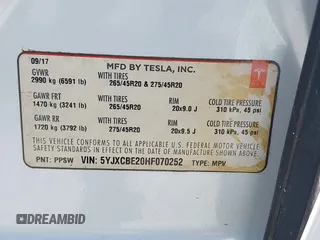 09/17 MFD BY TESLA, INC.
GVWR
2990 kg (6591 lb) WITH TIRES 265/45R20 & 275/45R20
GAWR FRT WITH TIRES RIM COLD TIRE PRESSURE
1470 kg (3241 lb) 265/45R20 20x9.0 J 310 kPa, 45 psi
GAWR RR WITH TIRES RIM COLD TIRE PRESSURE
1720 kg (3792 lb) 275/45R20 20x9.5 J 310 kPa, 45 psi
THIS VEHICLE CONFORMS TO ALL APPLICABLE U.S. FEDERAL MOTOR VEHICLE SAFETY AND THEFT PREVENTION STANDARDS IN EFFECT ON THE DATE OF MANUFACTURE SHOWN ABOVE.
PNT: PPSW VIN: 5YJXCBE20HF070252 TYPE: MPV
DREAMBID